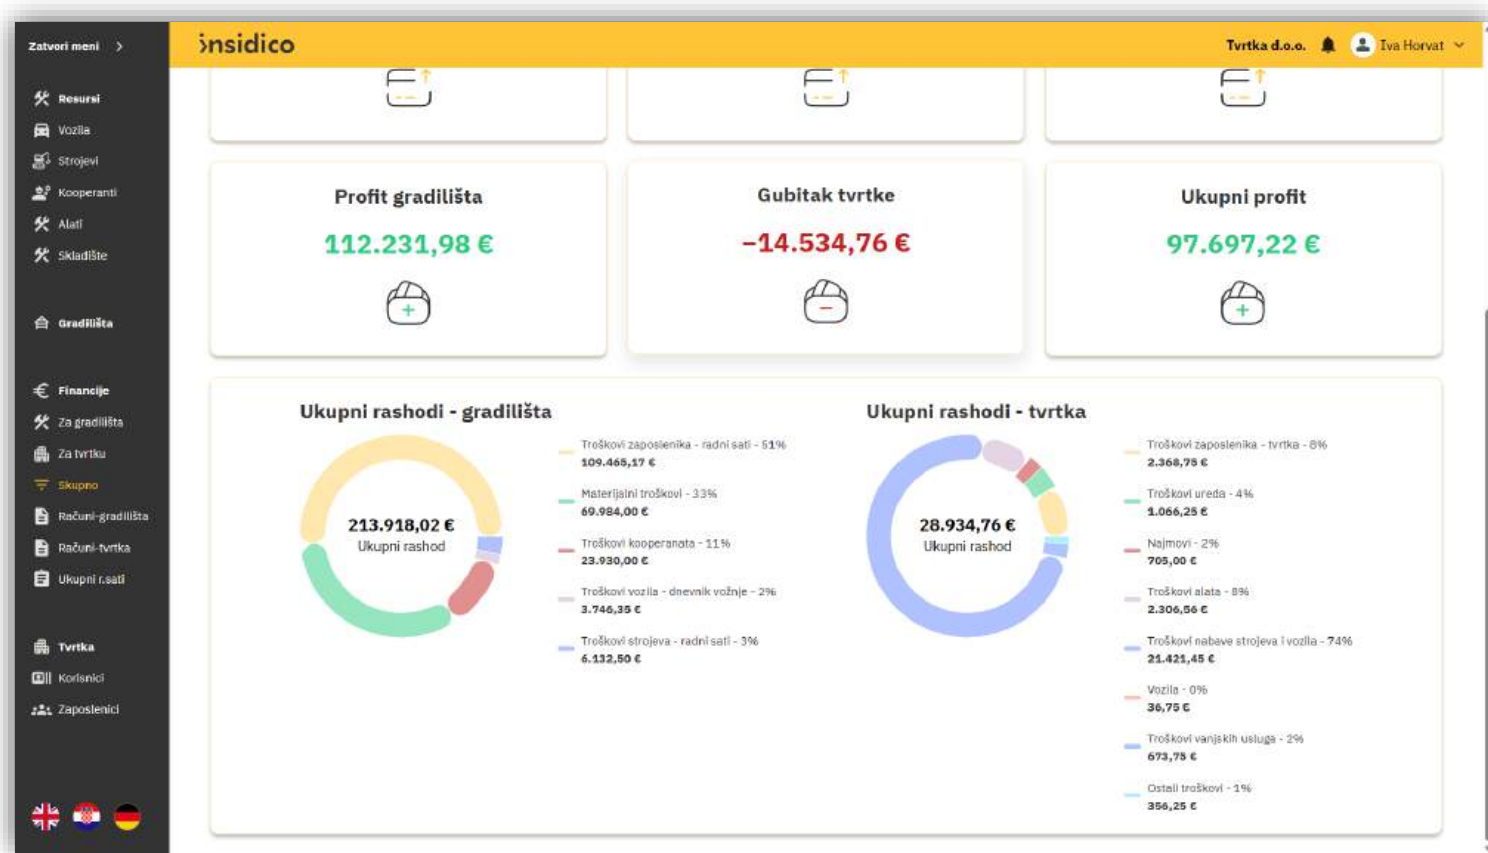 Zatvori meni
insidico
Tvrtka d.o.o.
Iva Horvat
Resursi
Vozila
Strojevi
Kooperanti
Alati
Skladište
Gradilišta
Financije
Za gradilišta
Za tvrtku
Skupno
Računi-gradilišta
Računi-tvrtka
Ukupni r.sati
Tvrtka
Korisnici
Zaposlenici
Profit gradilišta
112.231,98 €
Gubitak tvrtke
−14.534,76 €
Ukupni profit
97.697,22 €
Ukupni rashodi - gradilišta
213.918,02 €
Ukupni rashod
Troškovi zaposlenika - radni sati - 51%
109.465,17 €
Materijalni troškovi - 33%
69.984,00 €
Troškovi kooperanata - 11%
23.930,00 €
Troškovi vozila - dnevnik vožnje - 2%
3.746,35 €
Troškovi strojeva - radni sati - 3%
6.132,50 €
Ukupni rashodi - tvrtka
28.934,76 €
Ukupni rashod
Troškovi zaposlenika - tvrtka - 8%
2.368,75 €
Troškovi ureda - 4%
1.066,25 €
Najmovi - 2%
705,00 €
Troškovi alata - 8%
2.306,56 €
Troškovi nabave strojeva i vozila - 74%
21.421,45 €
Vozila - 0%
36,75 €
Troškovi vanjskih usluga - 2%
673,75 €
Ostali troškovi - 1%
356,25 €